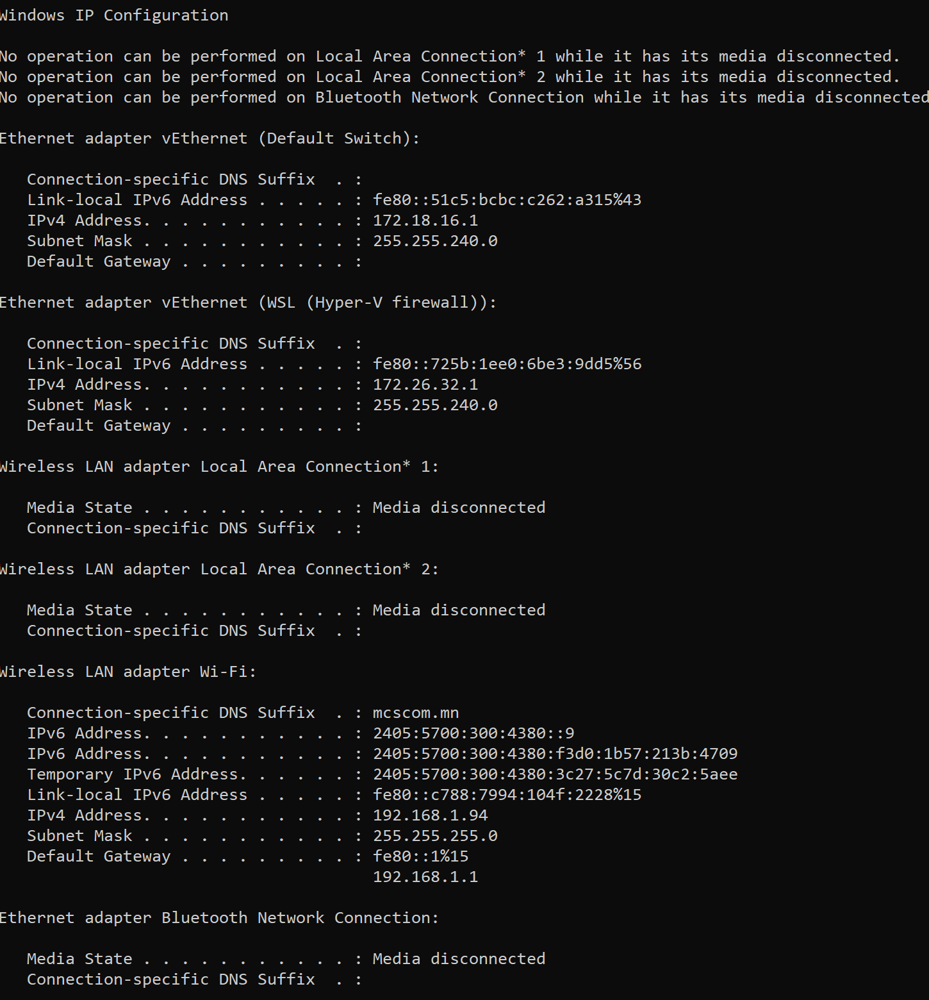 Windows IP Configuration
No operation can be performed on Local Area Connection* 1 while it has its media disconnected.
No operation can be performed on Local Area Connection* 2 while it has its media disconnected.
No operation can be performed on Bluetooth Network Connection while it has its media disconnected
Ethernet adapter vEthernet (Default Switch):
   Connection-specific DNS Suffix  . :
   Link-local IPv6 Address . . . . . : fe80::51c5:bcbc:c262:a315%43
   IPv4 Address. . . . . . . . . . . : 172.18.16.1
   Subnet Mask . . . . . . . . . . . : 255.255.240.0
   Default Gateway . . . . . . . . . :
Ethernet adapter vEthernet (WSL (Hyper-V firewall)):
   Connection-specific DNS Suffix  . :
   Link-local IPv6 Address . . . . . : fe80::725b:1ee0:6be3:9dd5%56
   IPv4 Address. . . . . . . . . . . : 172.26.32.1
   Subnet Mask . . . . . . . . . . . : 255.255.240.0
   Default Gateway . . . . . . . . . :
Wireless LAN adapter Local Area Connection* 1:
   Media State . . . . . . . . . . . : Media disconnected
   Connection-specific DNS Suffix  . :
Wireless LAN adapter Local Area Connection* 2:
   Media State . . . . . . . . . . . : Media disconnected
   Connection-specific DNS Suffix  . :
Wireless LAN adapter Wi-Fi:
   Connection-specific DNS Suffix  . : mcscom.mn
   IPv6 Address. . . . . . . . . . . : 2405:5700:300:4380::9
   IPv6 Address. . . . . . . . . . . : 2405:5700:300:4380:f3d0:1b57:213b:4709
   Temporary IPv6 Address. . . . . . : 2405:5700:300:4380:3c27:5c7d:30c2:5aee
   Link-local IPv6 Address . . . . . : fe80::c788:7994:104f:2228%15
   IPv4 Address. . . . . . . . . . . : 192.168.1.94
   Subnet Mask . . . . . . . . . . . : 255.255.255.0
   Default Gateway . . . . . . . . . : fe80::1%15
                                       192.168.1.1
Ethernet adapter Bluetooth Network Connection:
   Media State . . . . . . . . . . . : Media disconnected
   Connection-specific DNS Suffix  . :